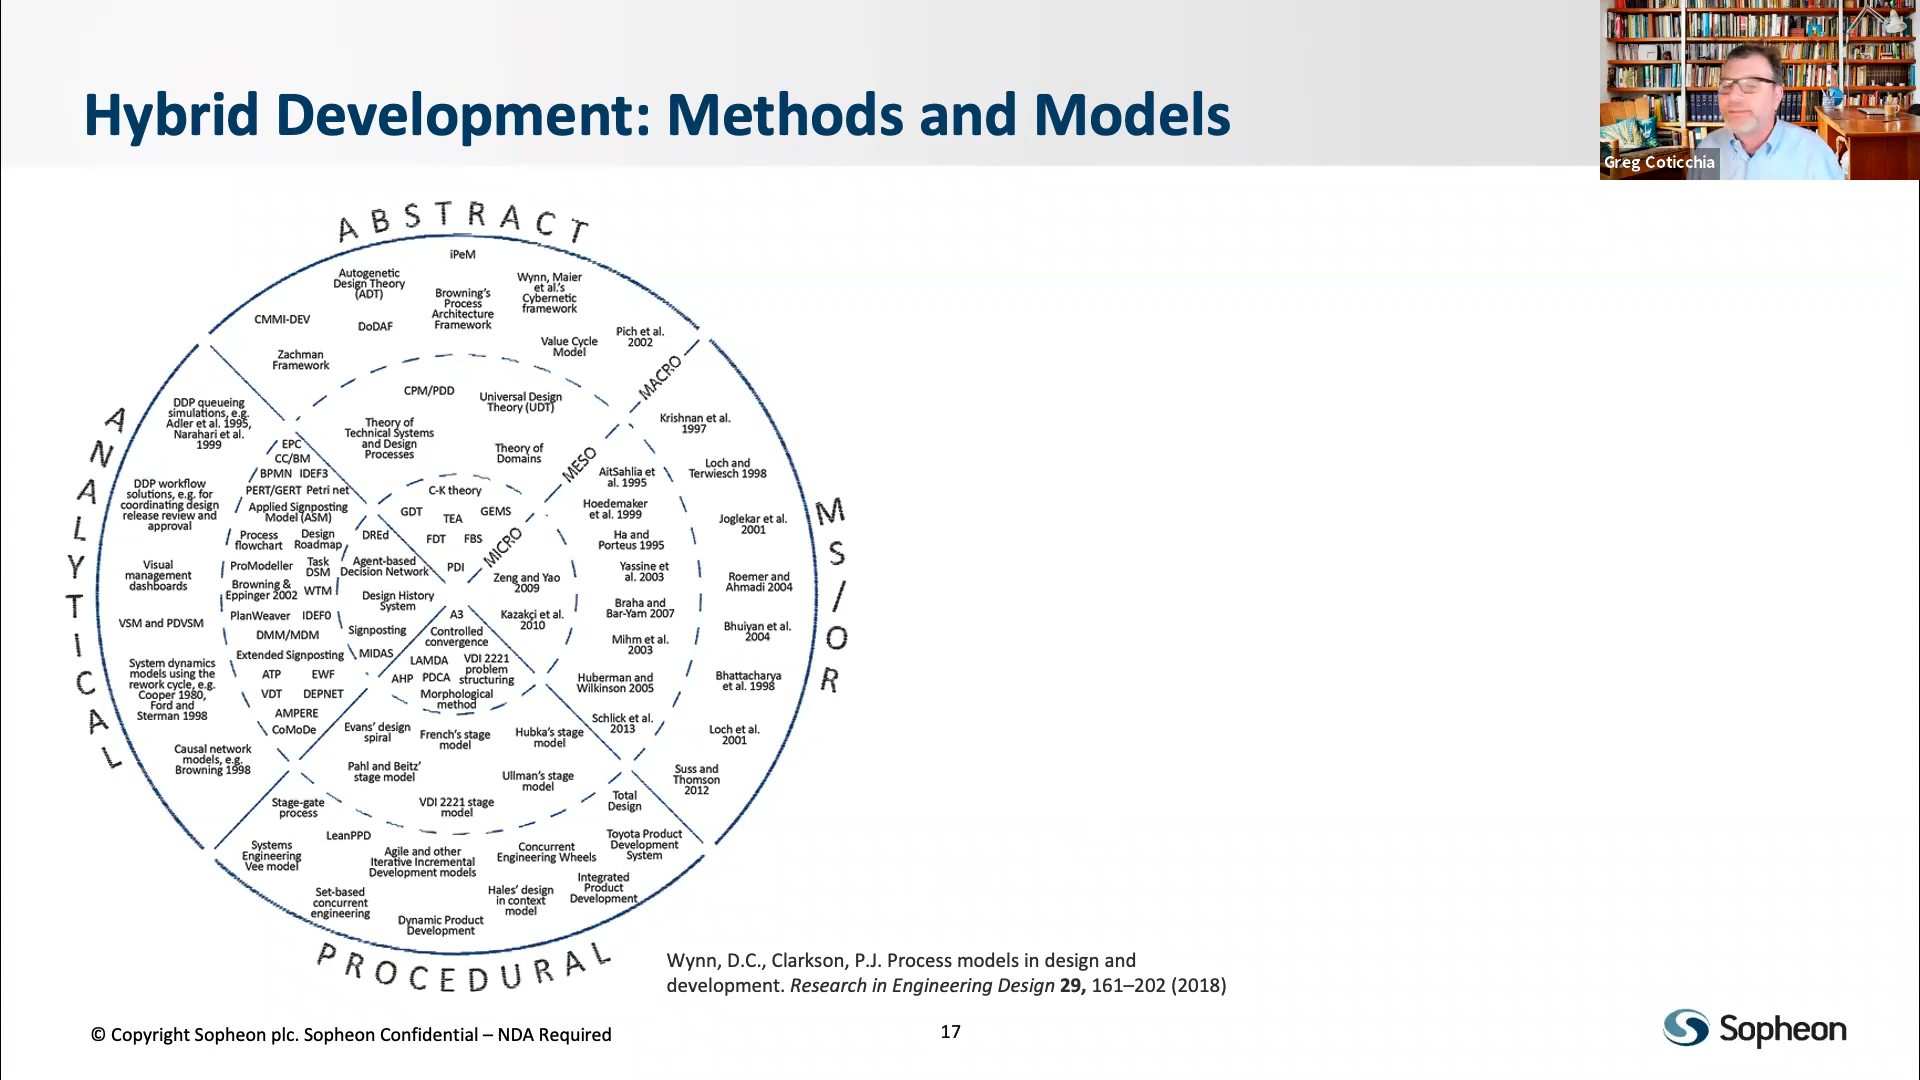 Hybrid Development: Methods and Models
Greg Coticchia
ABSTRACT
iPeM
Autogenetic
Design Theory
(ADT)
Wynn, Maier
et al.'s
Cybernetic
framework
Browning's
Process
Architecture
Framework
CMMI-DEV
DoDAF
Pich et al.
2002
Value Cycle
Model
Zachman
Framework
MACRO
CPM/PDD
Universal Design
Theory (UDT)
Theory of
Technical Systems
and Design
Processes
Theory of
Domains
MESO
C-K theory
GDT
TEA
GEMS
FDT
FBS
MICRO
PDI
ANALYTICAL
DDP queueing
simulations, e.g.
Adler et al. 1995,
Narahari et al.
1999
DDP workflow
solutions, e.g. for
coordinating design
release review and
approval
Visual
management
dashboards
VSM and PDVSM
System dynamics
models using the
rework cycle, e.g.
Cooper 1980,
Ford and
Sterman 1998
Causal network
models, e.g.
Browning 1998
EPC
CC/BM
BPMN IDEF3
PERT/GERT Petri net
Applied Signposting
Model (ASM)
Process
flowchart
Design
Roadmap
ProModeller
Task
DSM
Browning &
Eppinger 2002
WTM
PlanWeaver IDEF0
DMM/MDM
Extended Signposting
ATP EWF
VDT DEPNET
AMPERE
CoMoDe
DREd
Agent-based
Decision Network
Design History
System
Signposting
MIDAS
MS/OR
Krishnan et al.
1997
Loch and
Terwiesch 1998
Joglekar et al.
2001
Roemer and
Ahmadi 2004
Bhuiyan et al.
2004
Bhattacharya
et al. 1998
Loch et al.
2001
Suss and
Thomson
2012
AitSahlia et
al. 1995
Hoedemaker
et al. 1999
Ha and
Porteus 1995
Yassine et
al. 2003
Braha and
Bar-Yam 2007
Mihm et al.
2003
Huberman and
Wilkinson 2005
Schlick et al.
2013
Zeng and Yao
2009
Kazakçi et al.
2010
A3
Controlled
convergence
LAMDA
VDI 2221
problem
structuring
AHP PDCA
Morphological
method
Evans' design
spiral
French's stage
model
Hubka's stage
model
Pahl and Beitz'
stage model
Ullman's stage
model
VDI 2221 stage
model
Total
Design
Stage-gate
process
LeanPPD
Systems
Engineering
Vee model
Agile and other
Iterative Incremental
Development models
Concurrent
Engineering Wheels
Toyota Product
Development
System
Set-based
concurrent
engineering
Hales' design
in context
model
Integrated
Product
Development
Dynamic Product
Development
PROCEDURAL
Wynn, D.C., Clarkson, P.J. Process models in design and
development. Research in Engineering Design 29, 161–202 (2018)
© Copyright Sopheon plc. Sopheon Confidential – NDA Required
17
Sopheon